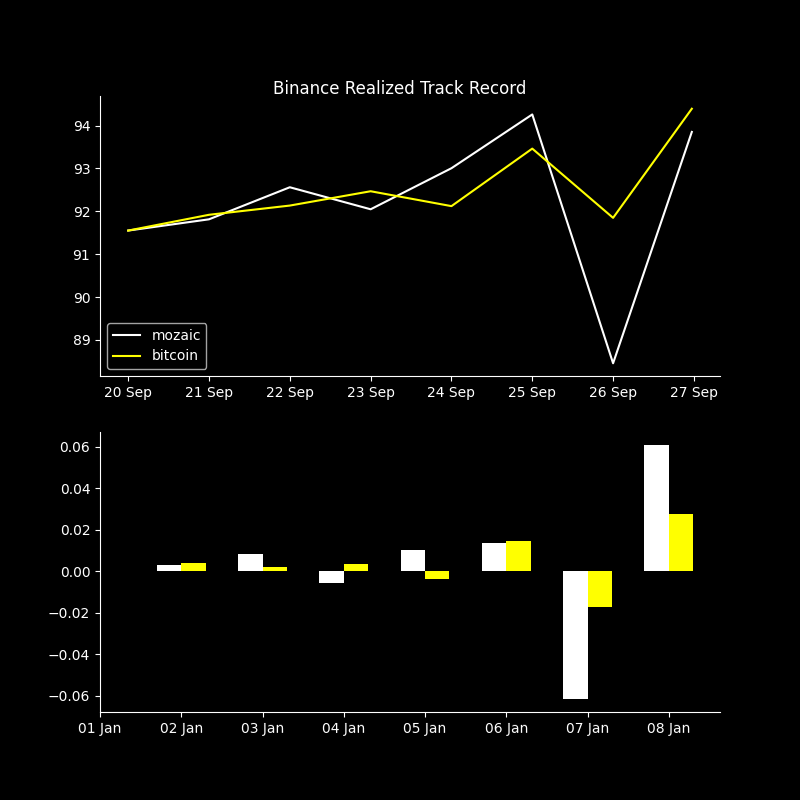 Binance Realized Track Record
94
93
92
91
90
89
mozaic
bitcoin
20 Sep 21 Sep 22 Sep 23 Sep 24 Sep 25 Sep 26 Sep 27 Sep
0.06
0.04
0.02
0.00
−0.02
−0.04
−0.06
01 Jan 02 Jan 03 Jan 04 Jan 05 Jan 06 Jan 07 Jan 08 Jan